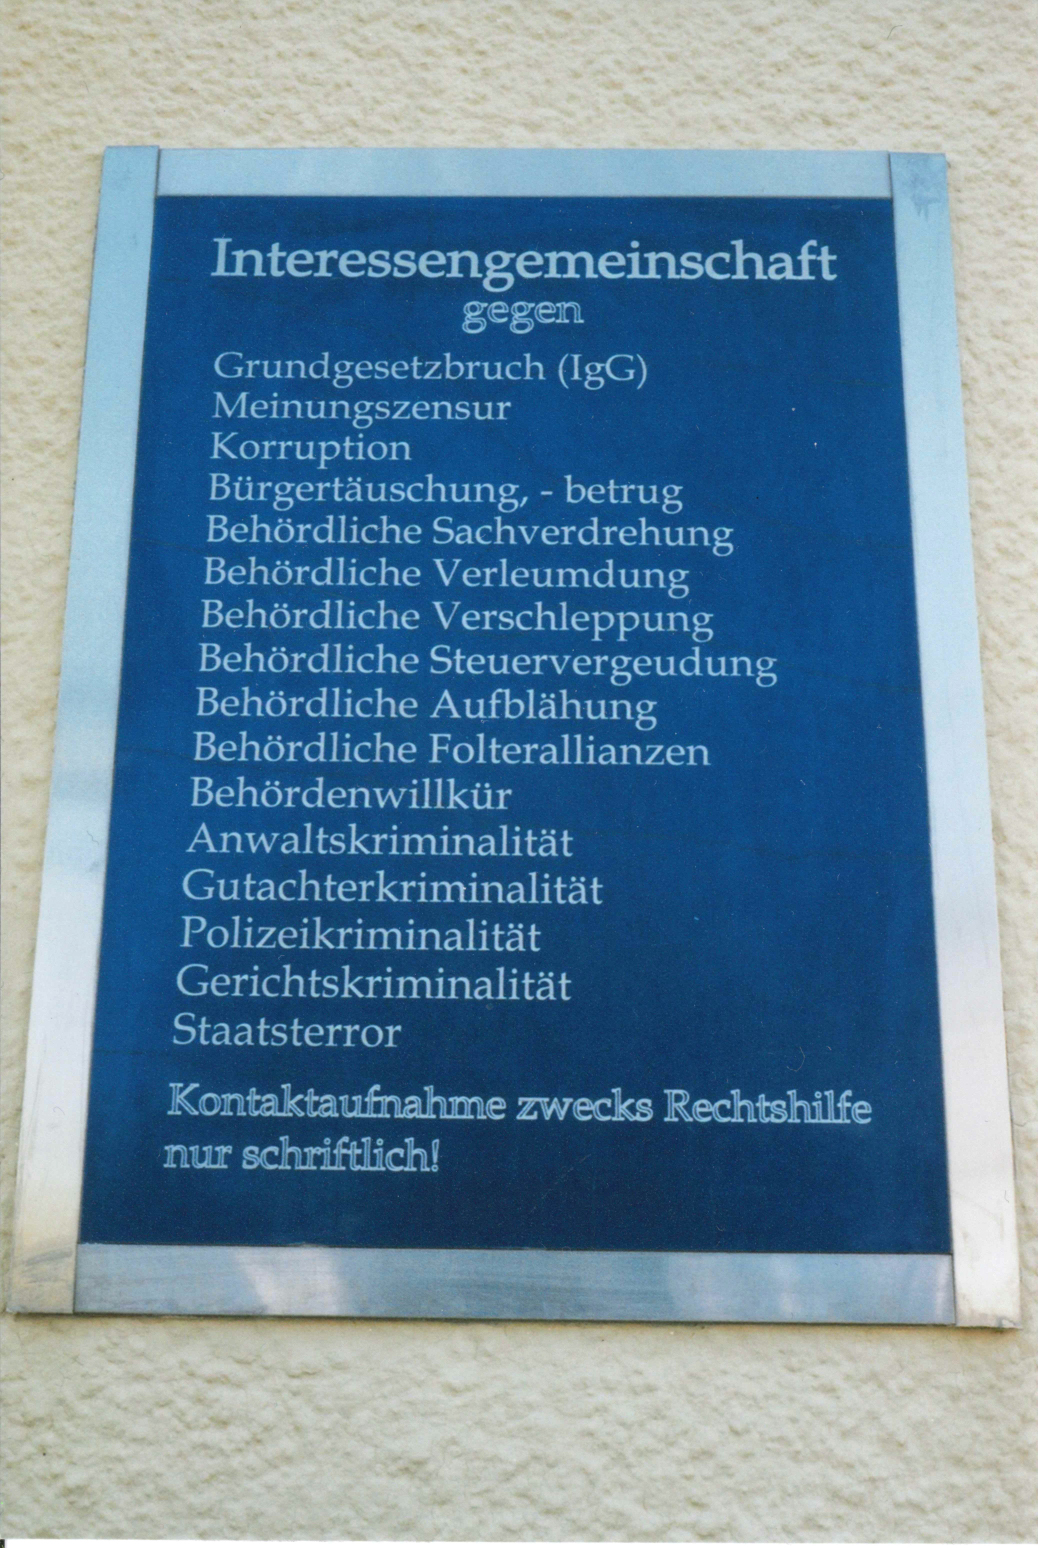 Interessengemeinschaft
gegen
Grundgesetzbruch (IgG)
Meinungszensur
Korruption
Bürgertäuschung, - betrug
Behördliche Sachverdrehung
Behördliche Verleumdung
Behördliche Verschleppung
Behördliche Steuervergeudung
Behördliche Aufblähung
Behördliche Folterallianzen
Behördenwillkür
Anwaltskriminalität
Gutachterkriminalität
Polizeikriminalität
Gerichtskriminalität
Staatsterror
Kontaktaufnahme zwecks Rechtshilfe
nur schriftlich!